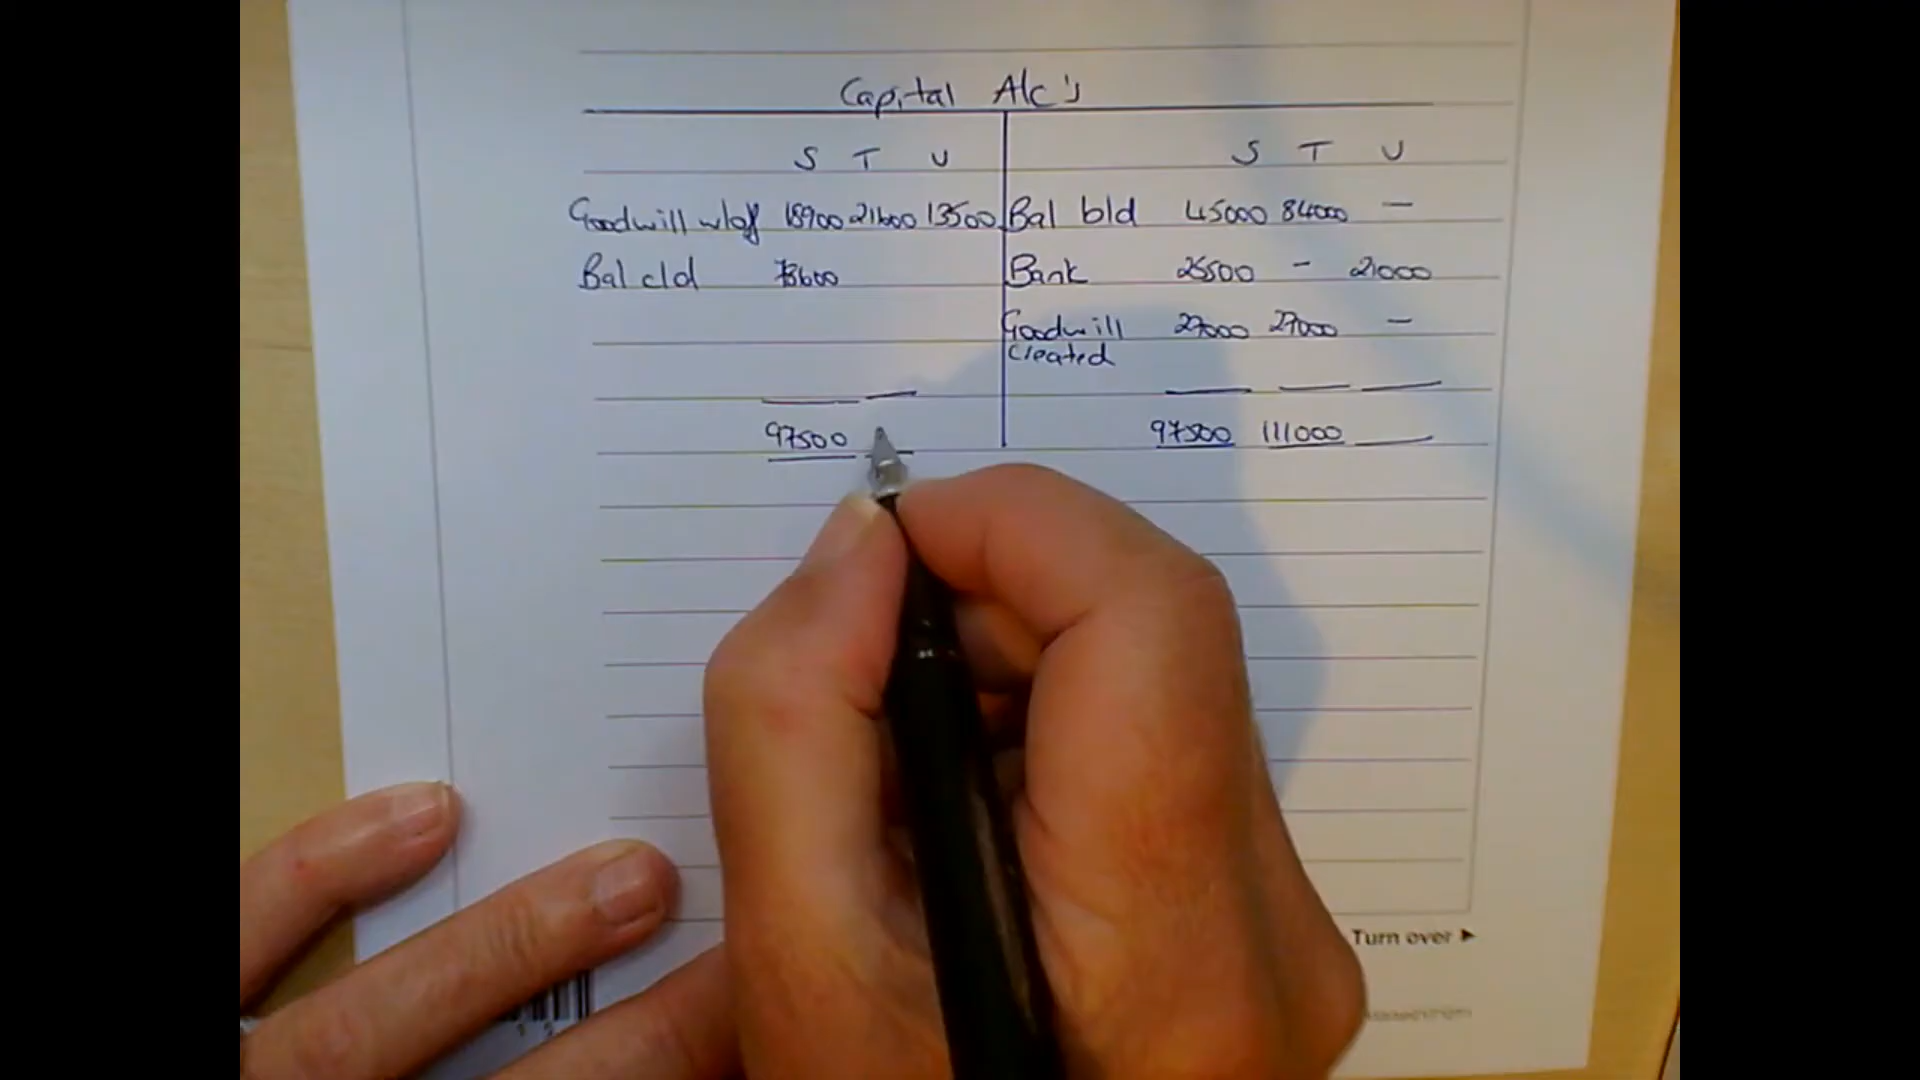 Capital A/c's
S T U S T U
Goodwill w/off 18900 21600 13500 Bal b/d 45000 84000 —
Bal c/d 78600 Bank 25500 — 21000
Goodwill 27000 27000 —
created
97500 97500 111000
Turn over ►